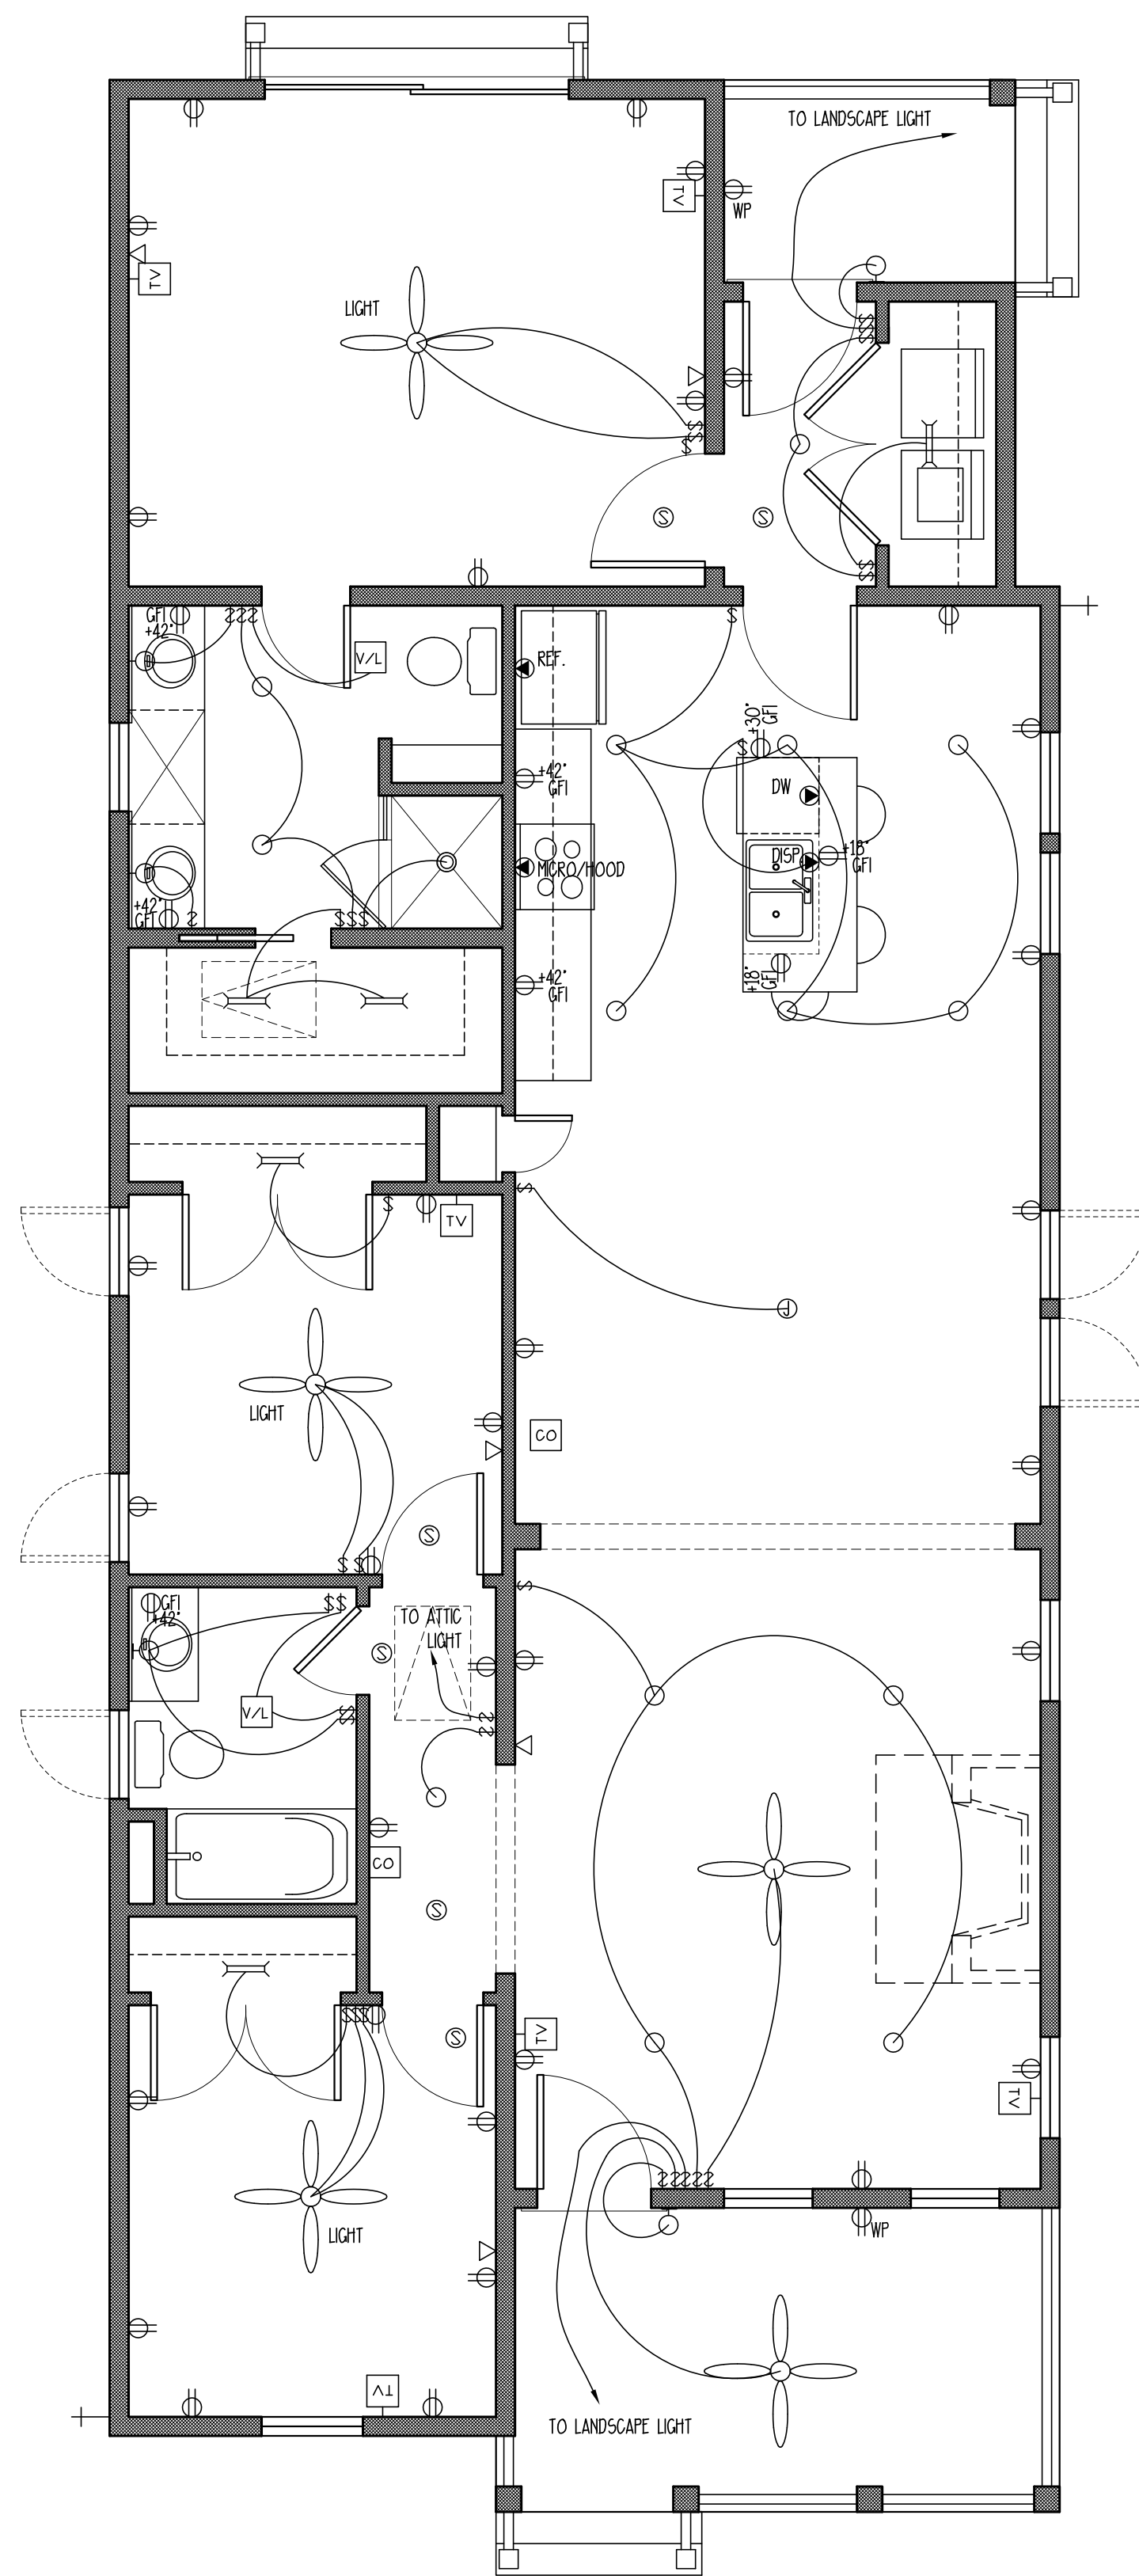 TO LANDSCAPE LIGHT
TV
WP
TV
LIGHT
S
S
GFI
+42"
V/L
REF.
+30"
GFI
+42"
GFI
DW
DISP.
+18"
GFI
MICRO/HOOD
+42"
GFI
+18"
GFI
+42"
GFI
TV
J
LIGHT
CO
S
GFI
+42"
TO ATTIC
LIGHT
S
V/L
CO
S
TV
S
TV
LIGHT
WP
TV
TO LANDSCAPE LIGHT